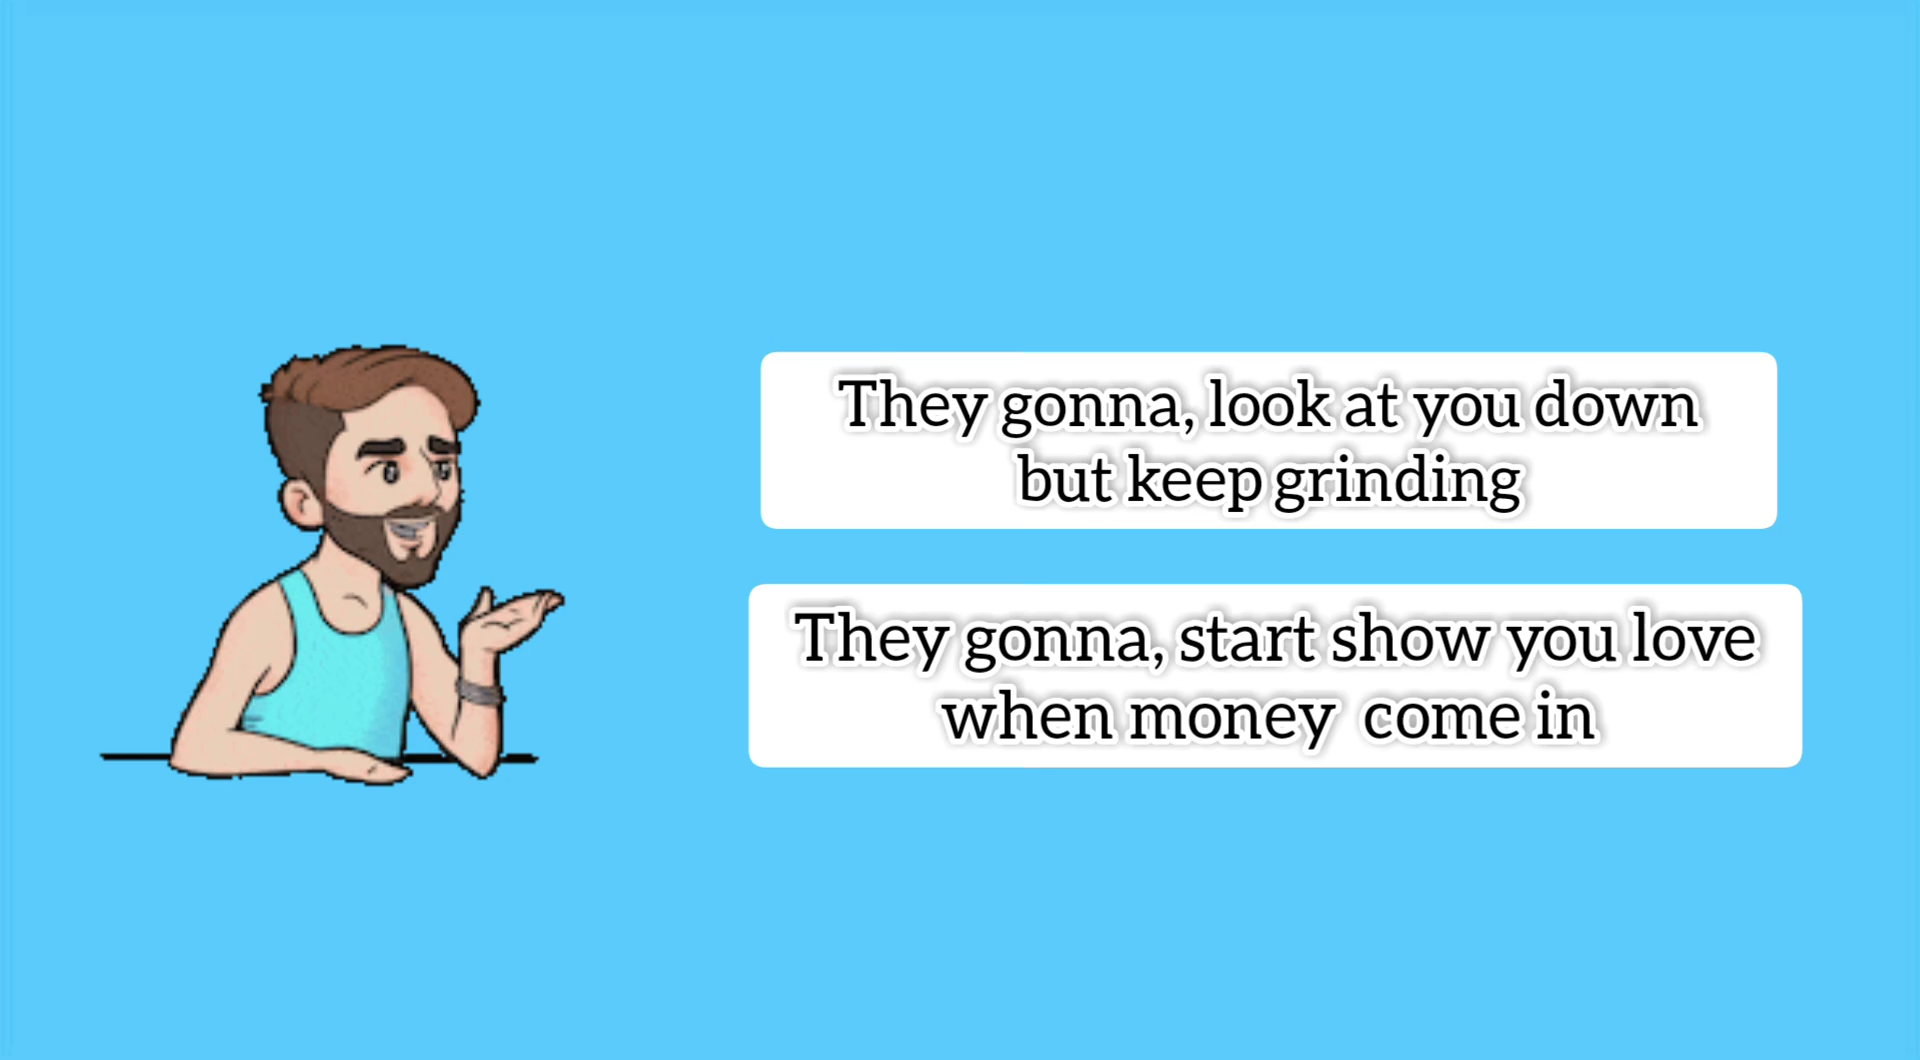 They gonna, look at you down
but keep grinding
They gonna, start show you love
when money come in